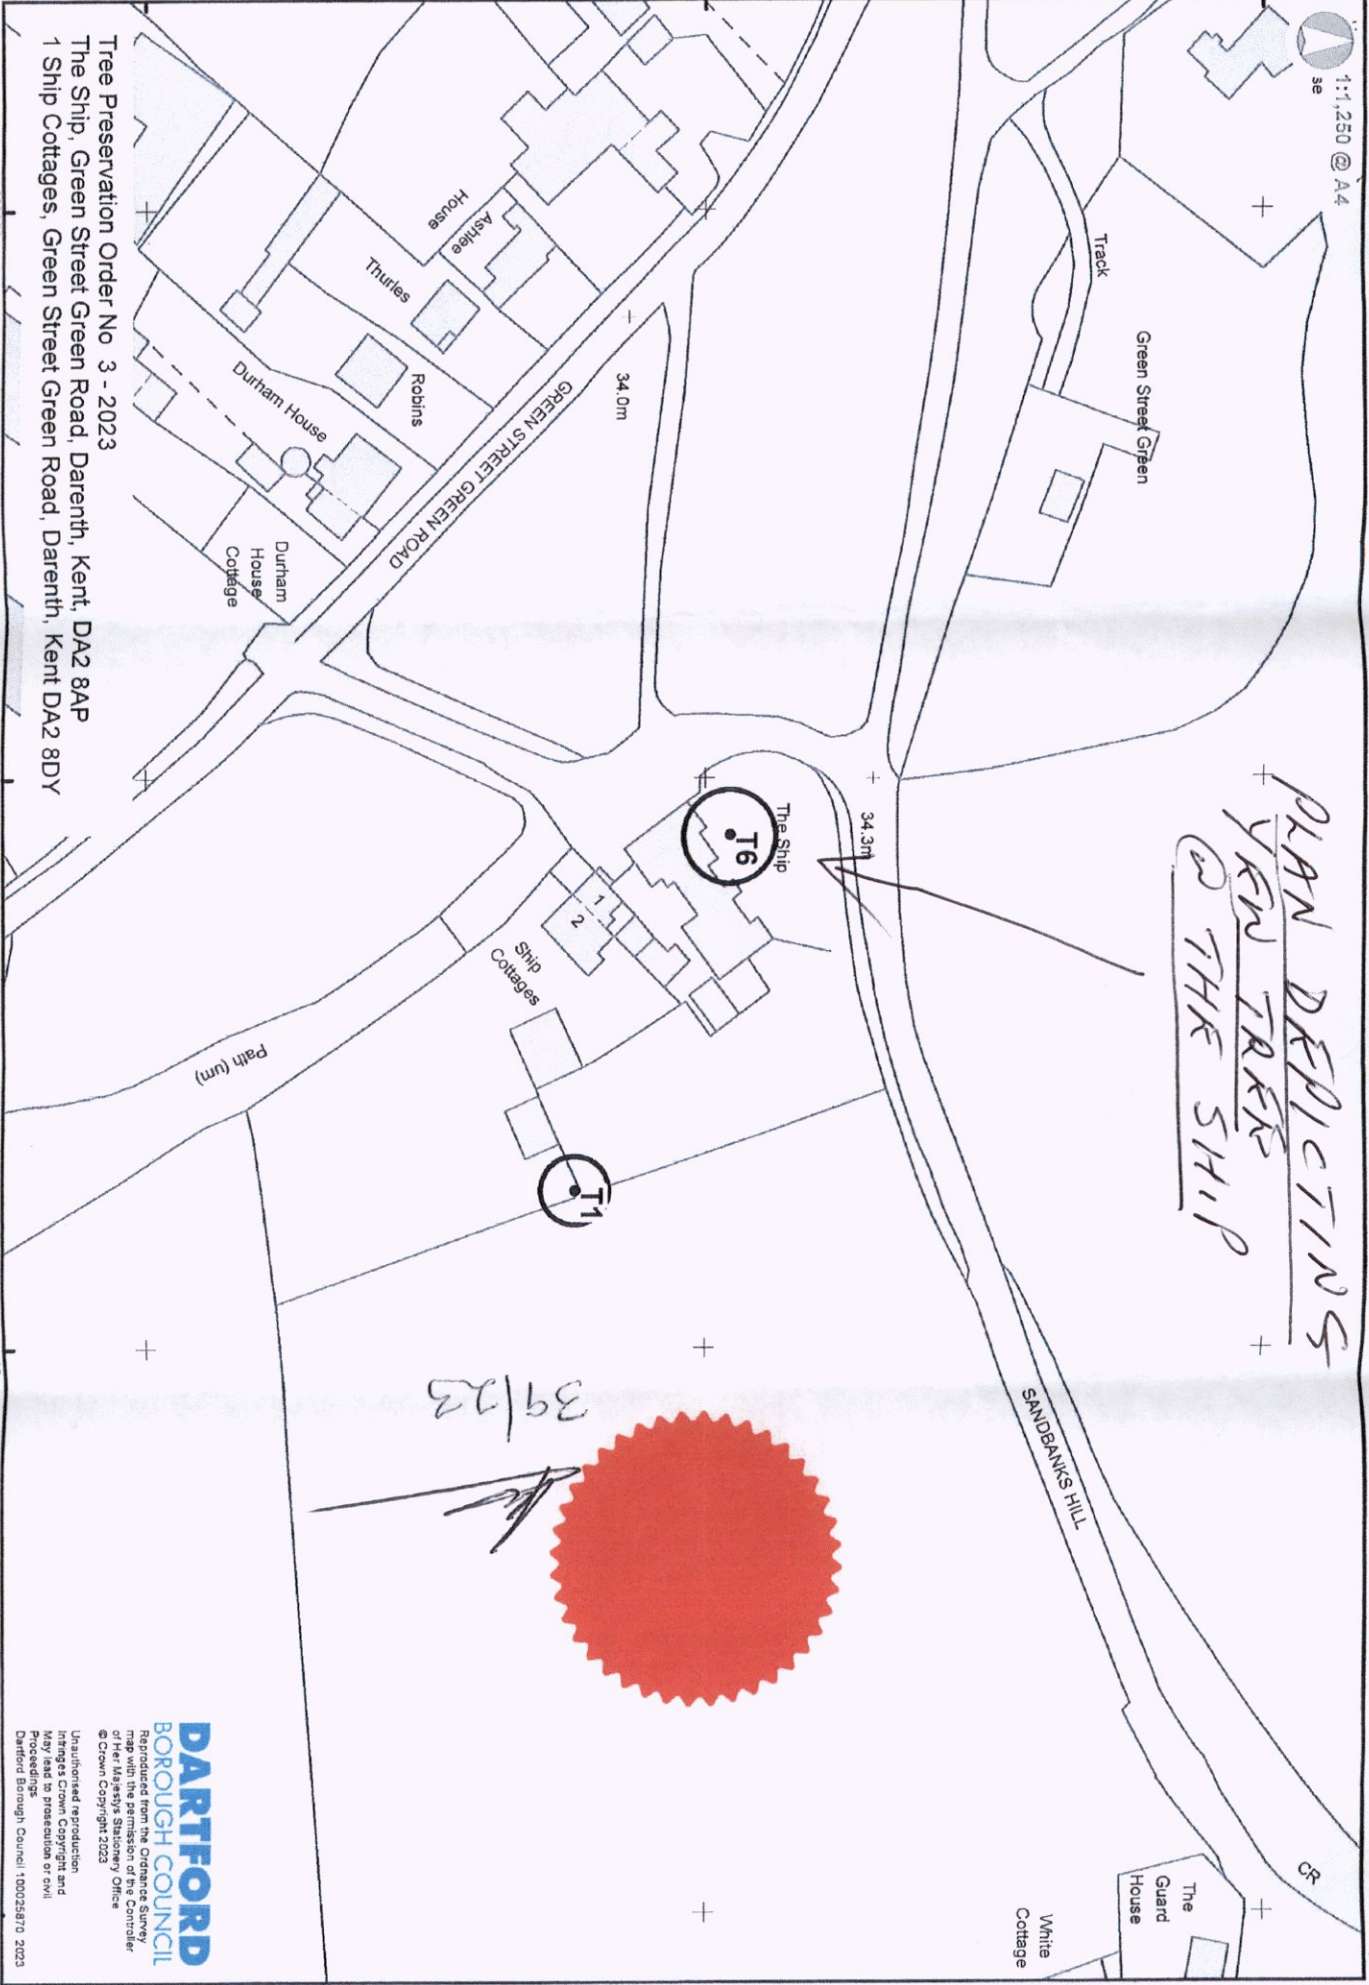 1:1,250 @ A4
se
PLAN DEPICTING
YEW TREE
@ THE SHIP
Track
Green Street Green
34.3m
The Ship
T6
1
2
Ship
Cottages
T1
Path (um)
SANDBANKS HILL
CR
The
Guard
House
White
Cottage
34.0m
GREEN STREET GREEN ROAD
Ashlee
House
Thurles
Robins
Durham House
Durham
House
Cottage
Tree Preservation Order No 3 - 2023
The Ship, Green Street Green Road, Darenth, Kent, DA2 8AP
1 Ship Cottages, Green Street Green Road, Darenth, Kent DA2 8DY
DARTFORD
BOROUGH COUNCIL
Reproduced from the Ordnance Survey
map with the permission of the Controller
of Her Majestys Stationery Office
© Crown Copyright 2023
Unauthorised reproduction
Infringes Crown Copyright and
May lead to prosecution or civil
Proceedings
Dartford Borough Council 100025870 2023